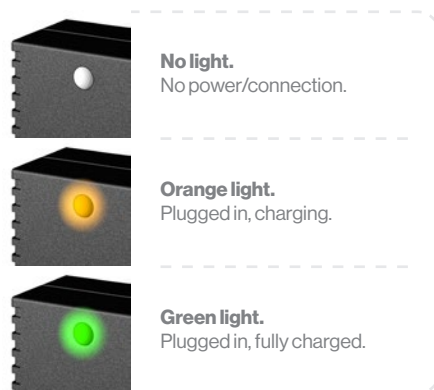 No light.
No power/connection.
Orange light.
Plugged in, charging.
Green light.
Plugged in, fully charged.